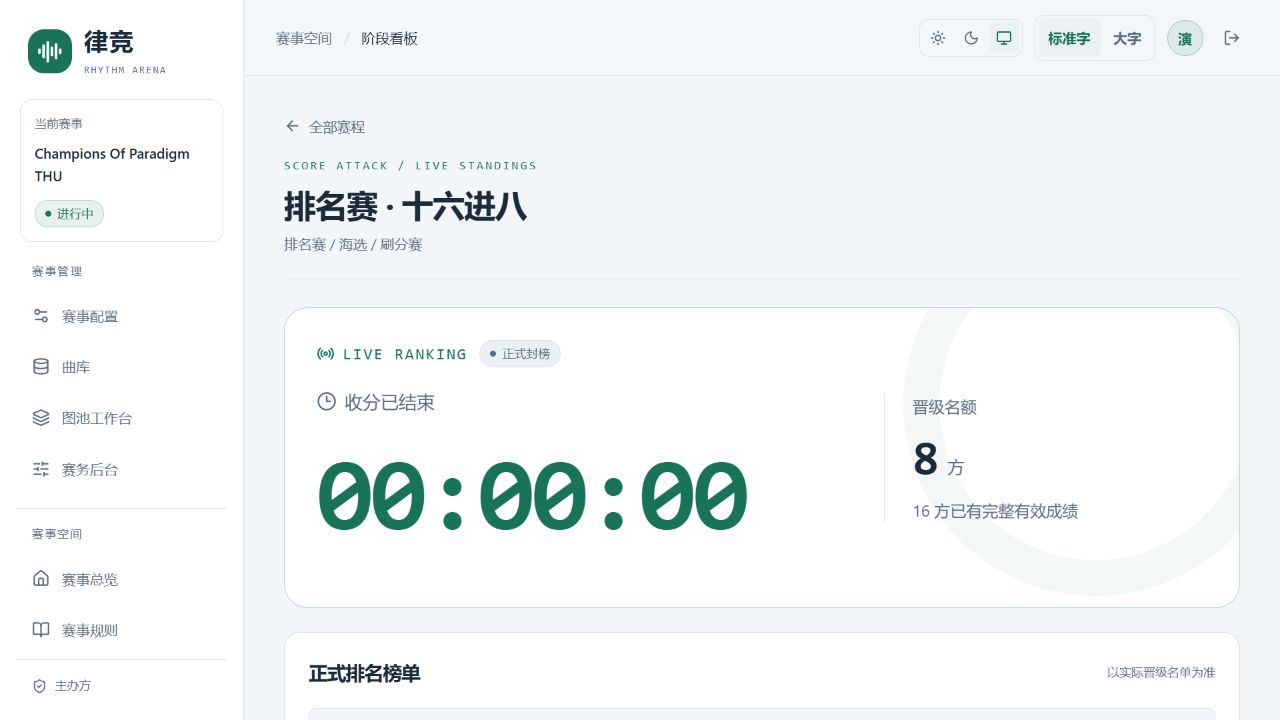 律竞
RHYTHM ARENA
当前赛事
Champions Of Paradigm
THU
进行中
赛事管理
赛事配置
曲库
图池工作台
赛务后台
赛事空间
赛事总览
赛事规则
主办方
赛事空间 / 阶段看板
标准字 大字 演
全部赛程
SCORE ATTACK / LIVE STANDINGS
排名赛 · 十六进八
排名赛 / 海选 / 刷分赛
LIVE RANKING 正式封榜
收分已结束
00:00:00
晋级名额
8 方
16 方已有完整有效成绩
正式排名榜单
以实际晋级名单为准